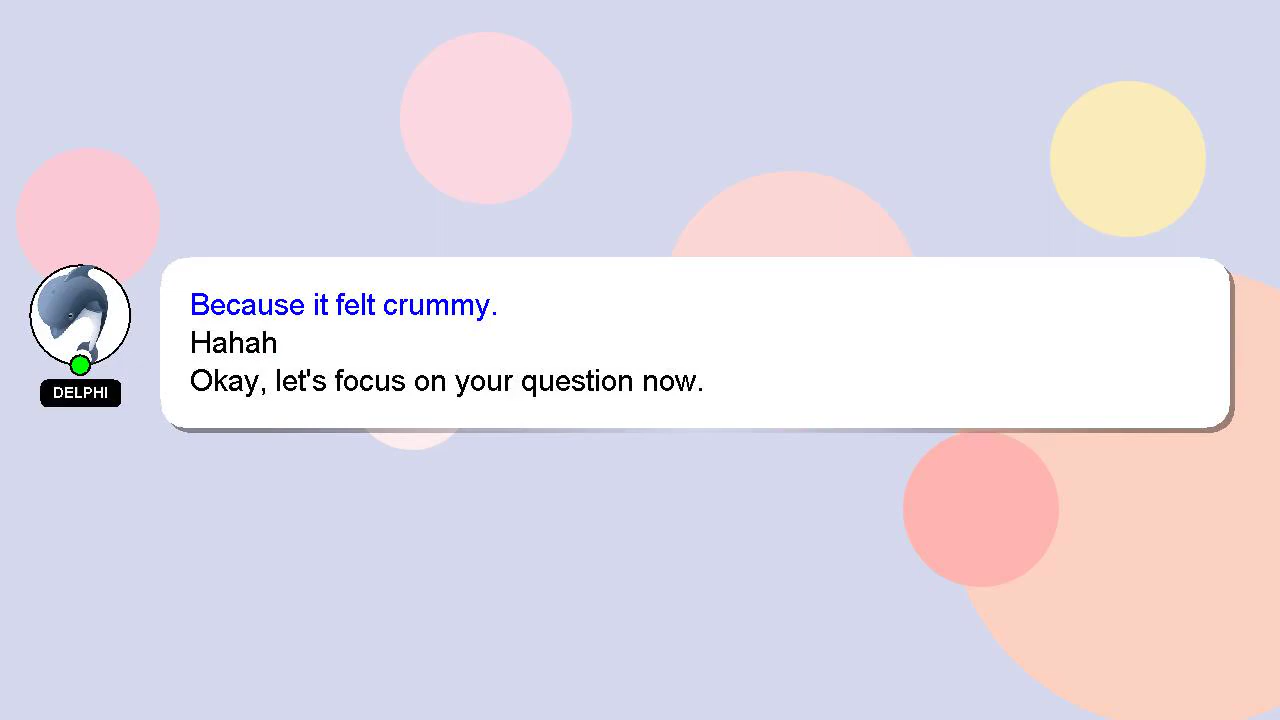 Because it felt crummy.
Hahah
Okay, let's focus on your question now.
DELPHI